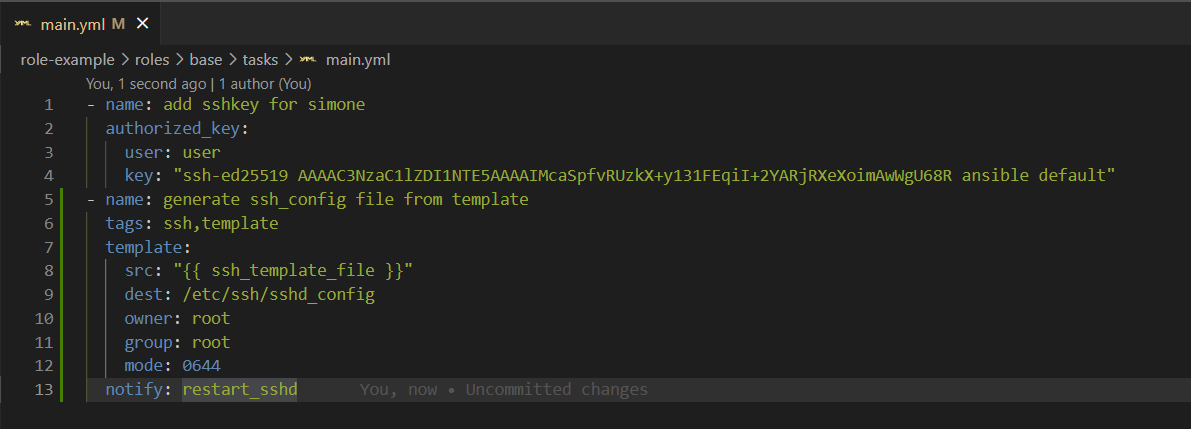 main.yml M
role-example > roles > base > tasks > main.yml
You, 1 second ago | 1 author (You)
1 - name: add sshkey for simone
2 authorized_key:
3 user: user
4 key: "ssh-ed25519 AAAAC3NzaC1lZDI1NTE5AAAAIMcaSpfvRUzkX+y131FEqiI+2YARjRXeXoimAwWgU68R ansible default"
5 - name: generate ssh_config file from template
6 tags: ssh,template
7 template:
8 src: "{{ ssh_template_file }}"
9 dest: /etc/ssh/sshd_config
10 owner: root
11 group: root
12 mode: 0644
13 notify: restart_sshd You, now • Uncommitted changes